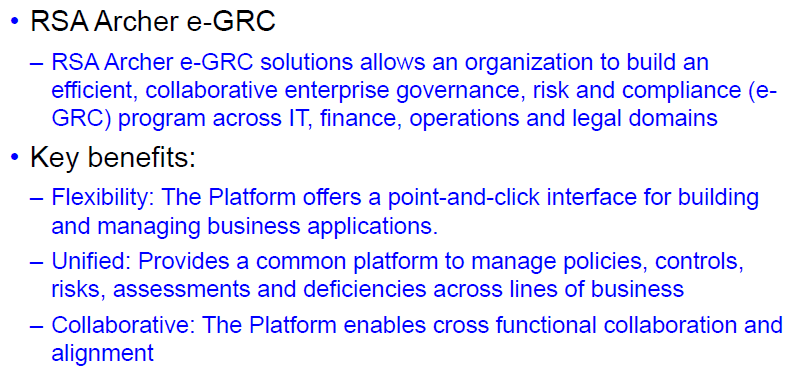 • RSA Archer e-GRC
– RSA Archer e-GRC solutions allows an organization to build an
efficient, collaborative enterprise governance, risk and compliance (e-
GRC) program across IT, finance, operations and legal domains
• Key benefits:
– Flexibility: The Platform offers a point-and-click interface for building
and managing business applications.
– Unified: Provides a common platform to manage policies, controls,
risks, assessments and deficiencies across lines of business
– Collaborative: The Platform enables cross functional collaboration and
alignment